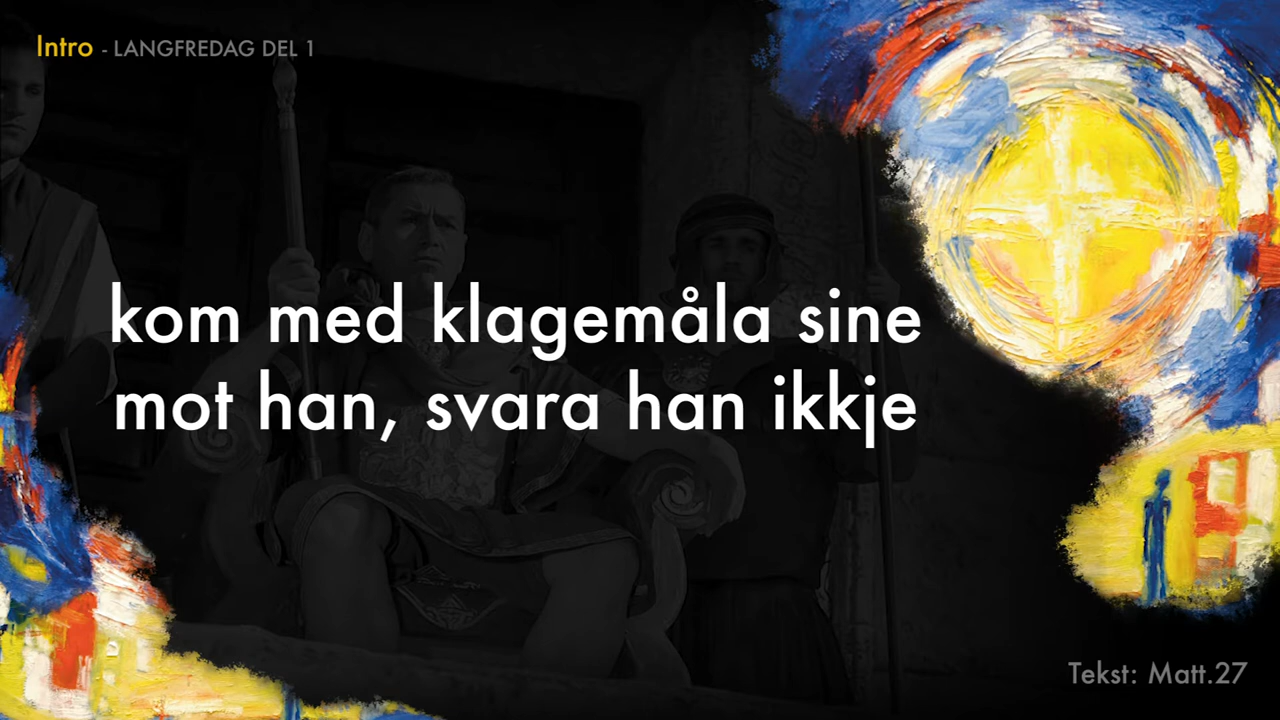 Intro - LANGFREDAG DEL 1
kom med klagemåla sine
mot han, svara han ikkje
Tekst: Matt.27